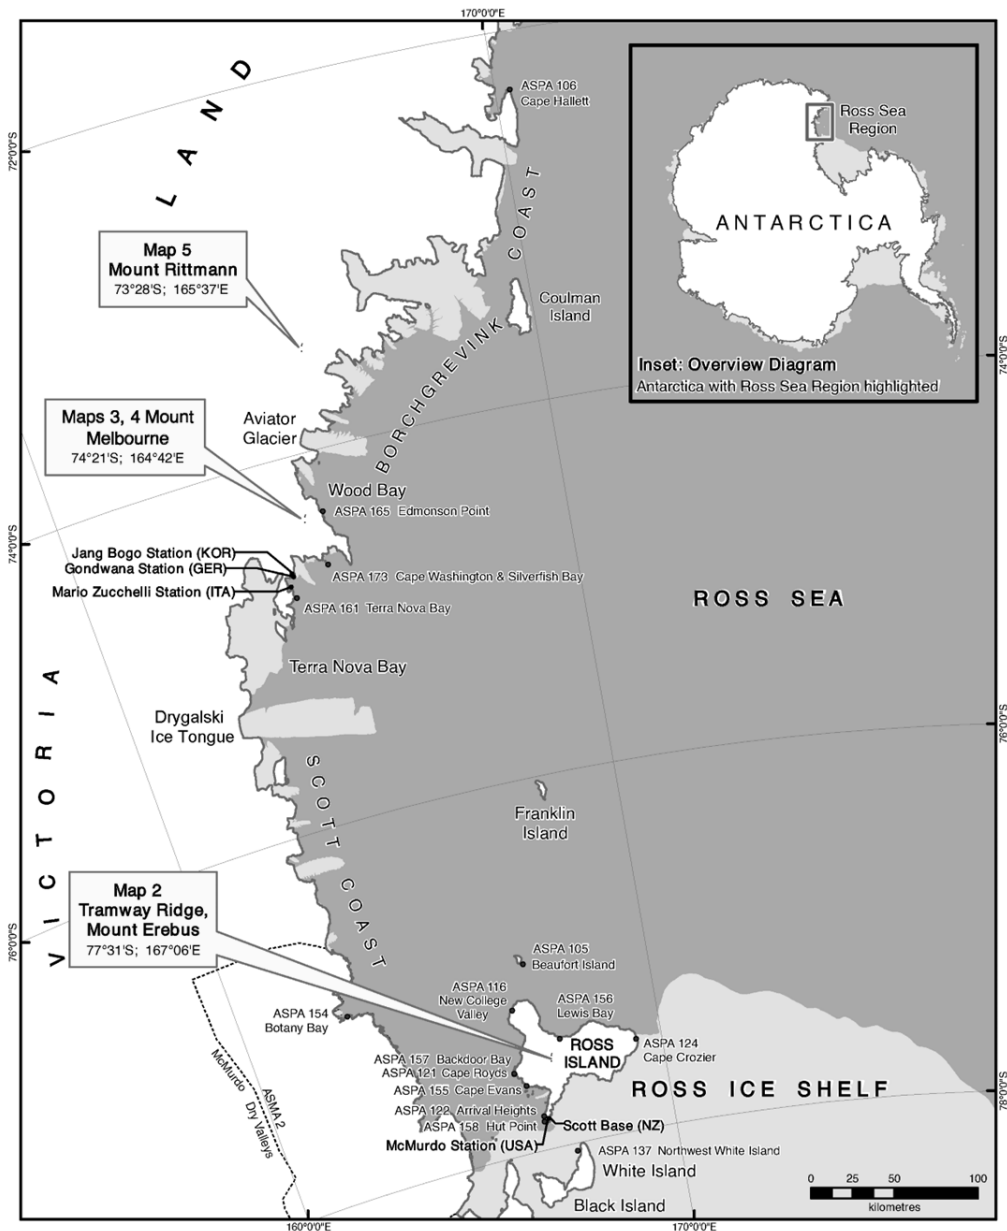 170°0'0"E
LAND
ASPA 106
Cape Hallett
Ross Sea
Region
ANTARCTICA
Inset: Overview Diagram
Antarctica with Ross Sea Region highlighted
72°0'0"S
Map 5
Mount Rittmann
73°28'S; 165°37'E
COAST
Coulman
Island
BORCHGREVINK
74°0'0"S
Maps 3, 4 Mount
Melbourne
74°21'S; 164°42'E
Aviator
Glacier
Wood Bay
ASPA 165 Edmonson Point
74°0'0"S
Jang Bogo Station (KOR)
Gondwana Station (GER)
Mario Zucchelli Station (ITA)
ASPA 173 Cape Washington & Silverfish Bay
ASPA 161 Terra Nova Bay
ROSS SEA
Terra Nova Bay
VICTORIA
Drygalski
Ice Tongue
76°0'0"S
SCOTT COAST
Franklin
Island
Map 2
Tramway Ridge,
Mount Erebus
77°31'S; 167°06'E
76°0'0"S
ASPA 105
Beaufort Island
ASPA 116
New College
Valley
ASPA 156
Lewis Bay
ASPA 154
Botany Bay
ROSS
ISLAND
ASPA 124
Cape Crozier
ASPA 157 Backdoor Bay
ASPA 121 Cape Royds
ASPA 155 Cape Evans
ROSS ICE SHELF
78°0'0"S
ASMA 2
McMurdo Dry Valleys
ASPA 122 Arrival Heights
ASPA 158 Hut Point
Scott Base (NZ)
McMurdo Station (USA)
ASPA 137 Northwest White Island
White Island
Black Island
0 25 50 100
kilometres
160°0'0"E
170°0'0"E